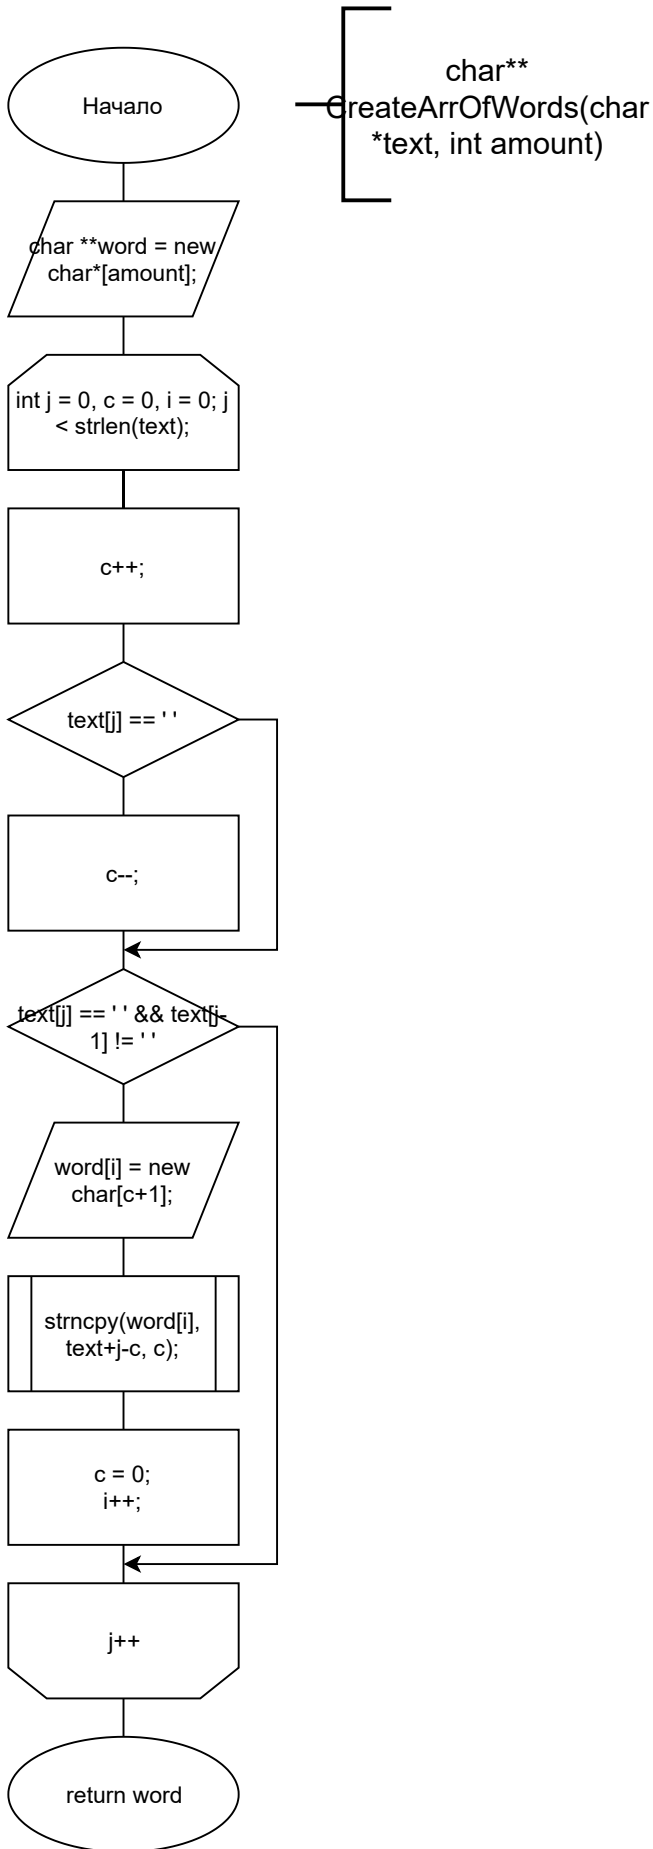 Начало
char**
CreateArrOfWords(char
*text, int amount)
char **word = new
char*[amount];
int j = 0, c = 0, i = 0; j
< strlen(text);
c++;
text[j] == ' '
c--;
text[j] == ' ' && text[j-
1] != ' '
word[i] = new
char[c+1];
strncpy(word[i],
text+j-c, c);
c = 0;
i++;
j++
return word